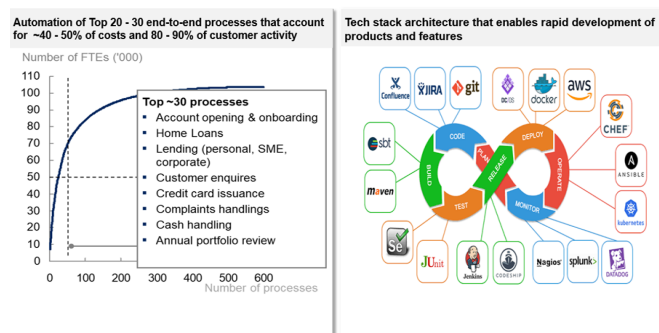 Automation of Top 20 - 30 end-to-end processes that account
for ~40 - 50% of costs and 80 - 90% of customer activity
Number of FTEs ('000)
110
100
90
80
70
60
50
40
30
20
10
0
0
100
200
300
400
500
600
Number of processes
Top ~30 processes
Account opening & onboarding
Home Loans
Lending (personal, SME,
corporate)
Customer enquires
Credit card issuance
Complaints handlings
Cash handling
Annual portfolio review
Tech stack architecture that enables rapid development of
products and features
Confluence
JIRA
git
DC/OS
docker
aws
CHEF
sbt
ANSIBLE
maven
kubernetes
CODE
DEPLOY
PLAN
RELEASE
BUILD
OPERATE
TEST
MONITOR
Se
JUnit
Jenkins
CODESHIP
Nagios
splunk>
DATADOG